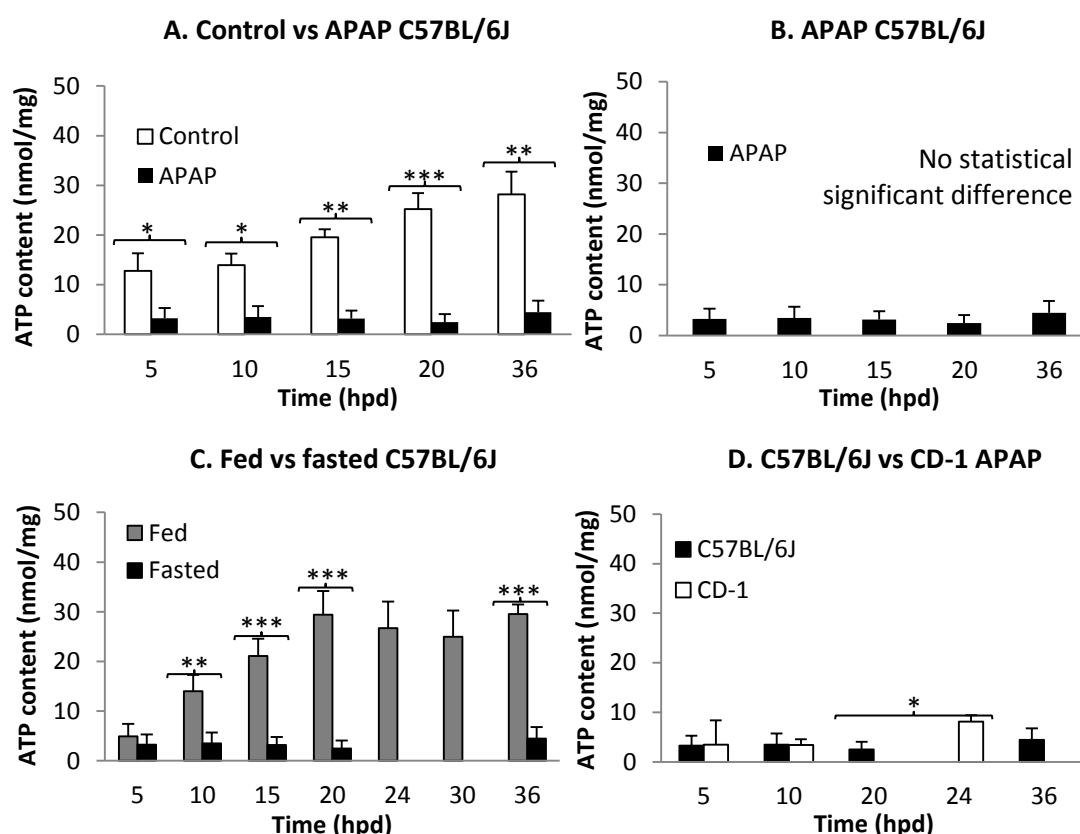 A. Control vs APAP C57BL/6J
ATP content (nmol/mg)
50
40
30
20
10
0
Control
APAP
*
*
**
***
**
5 10 15 20 36
Time (hpd)
B. APAP C57BL/6J
ATP content (nmol/mg)
50
40
30
20
10
0
APAP
No statistical
significant difference
5 10 15 20 36
Time (hpd)
C. Fed vs fasted C57BL/6J
ATP content (nmol/mg)
50
40
30
20
10
0
Fed
Fasted
**
***
***
***
5 10 15 20 24 30 36
Time (hpd)
D. C57BL/6J vs CD-1 APAP
ATP content (nmol/mg)
50
40
30
20
10
0
C57BL/6J
CD-1
*
5 10 20 24 36
Time (hpd)